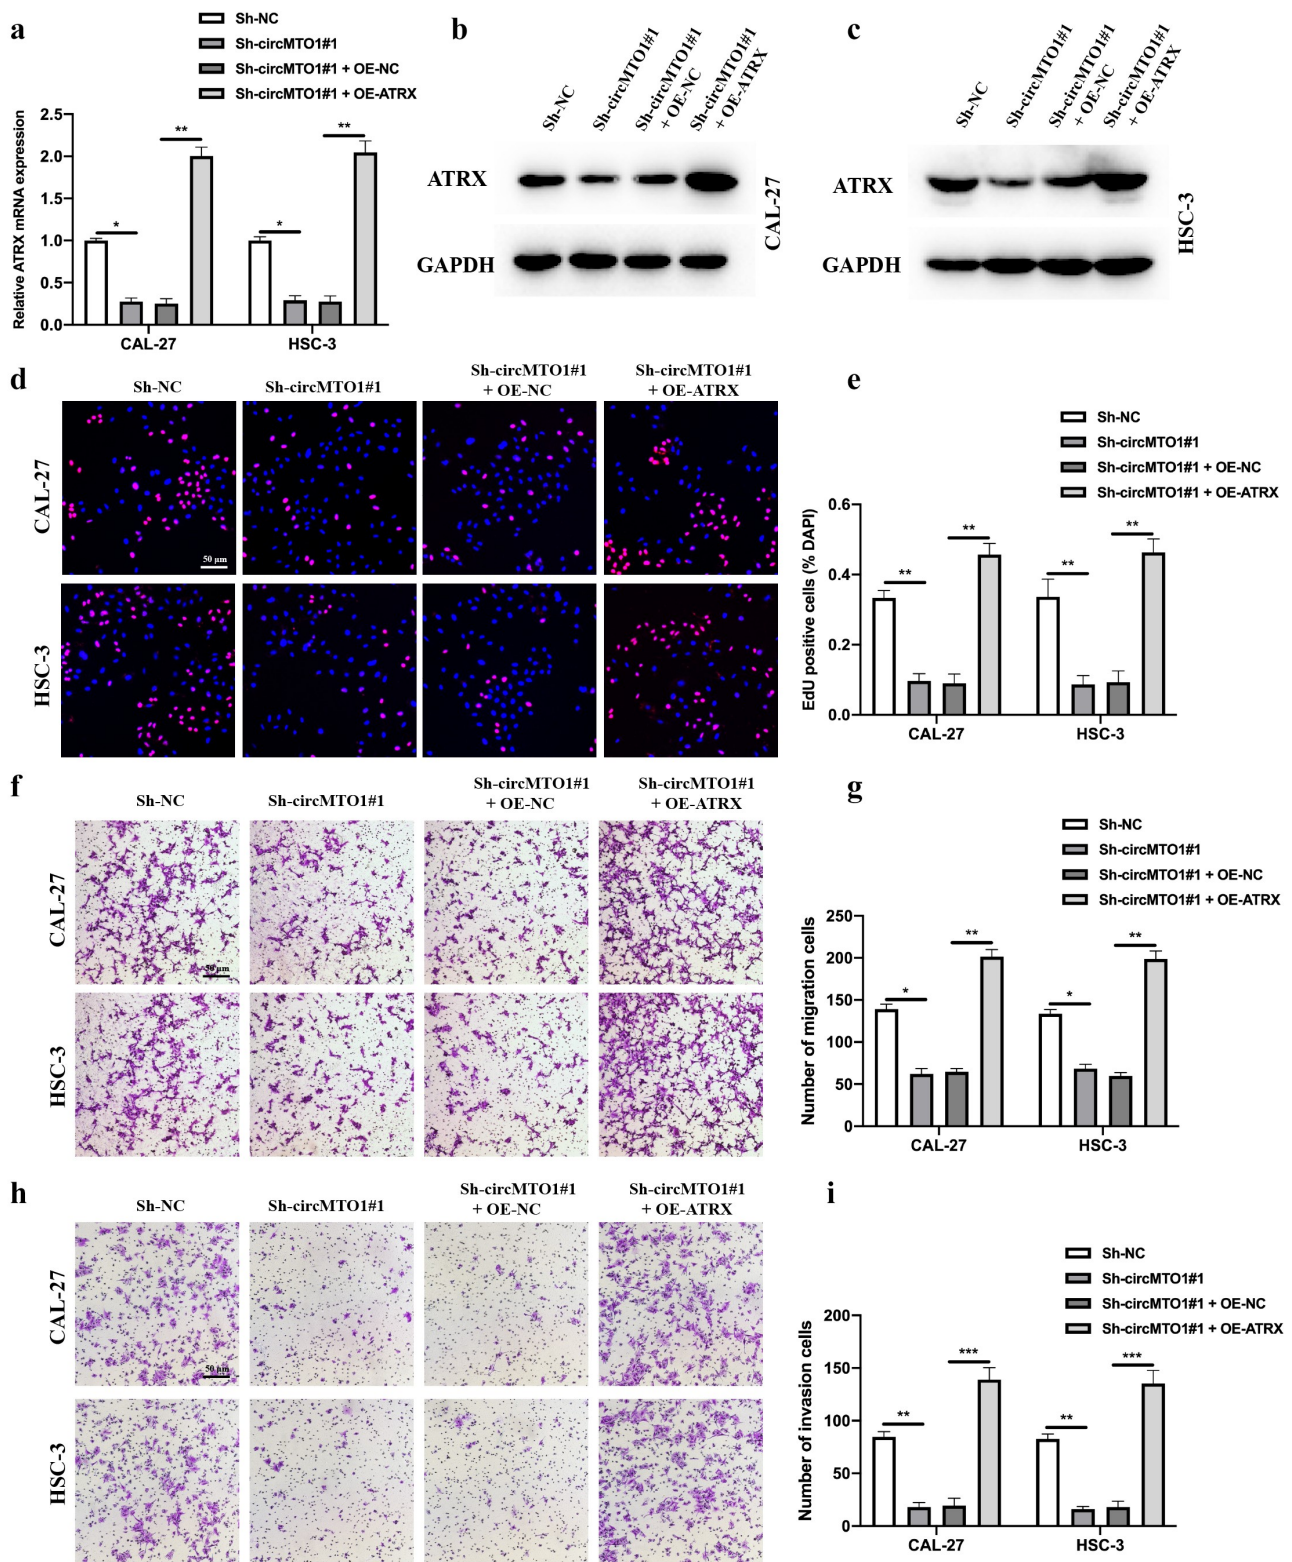 a
Sh-NC
Sh-circMTO1#1
Sh-circMTO1#1 + OE-NC
Sh-circMTO1#1 + OE-ATRX
Relative ATRX mRNA expression
2.5
2.0
1.5
1.0
0.5
0.0
*
**
*
**
CAL-27
HSC-3
b
Sh-NC
Sh-circMTO1#1
Sh-circMTO1#1
+ OE-NC
Sh-circMTO1#1
+ OE-ATRX
ATRX
GAPDH
CAL-27
c
Sh-NC
Sh-circMTO1#1
Sh-circMTO1#1
+ OE-NC
Sh-circMTO1#1
+ OE-ATRX
ATRX
GAPDH
HSC-3
d
Sh-NC
Sh-circMTO1#1
Sh-circMTO1#1
+ OE-NC
Sh-circMTO1#1
+ OE-ATRX
CAL-27
50 μm
HSC-3
e
Sh-NC
Sh-circMTO1#1
Sh-circMTO1#1 + OE-NC
Sh-circMTO1#1 + OE-ATRX
EdU positive cells (% DAPI)
0.6
0.4
0.2
0.0
**
**
**
**
CAL-27
HSC-3
f
Sh-NC
Sh-circMTO1#1
Sh-circMTO1#1
+ OE-NC
Sh-circMTO1#1
+ OE-ATRX
CAL-27
50 μm
HSC-3
g
Sh-NC
Sh-circMTO1#1
Sh-circMTO1#1 + OE-NC
Sh-circMTO1#1 + OE-ATRX
Number of migration cells
250
200
150
100
50
0
*
**
*
**
CAL-27
HSC-3
h
Sh-NC
Sh-circMTO1#1
Sh-circMTO1#1
+ OE-NC
Sh-circMTO1#1
+ OE-ATRX
CAL-27
50 μm
HSC-3
i
Sh-NC
Sh-circMTO1#1
Sh-circMTO1#1 + OE-NC
Sh-circMTO1#1 + OE-ATRX
Number of invasion cells
200
150
100
50
0
**
***
**
***
CAL-27
HSC-3